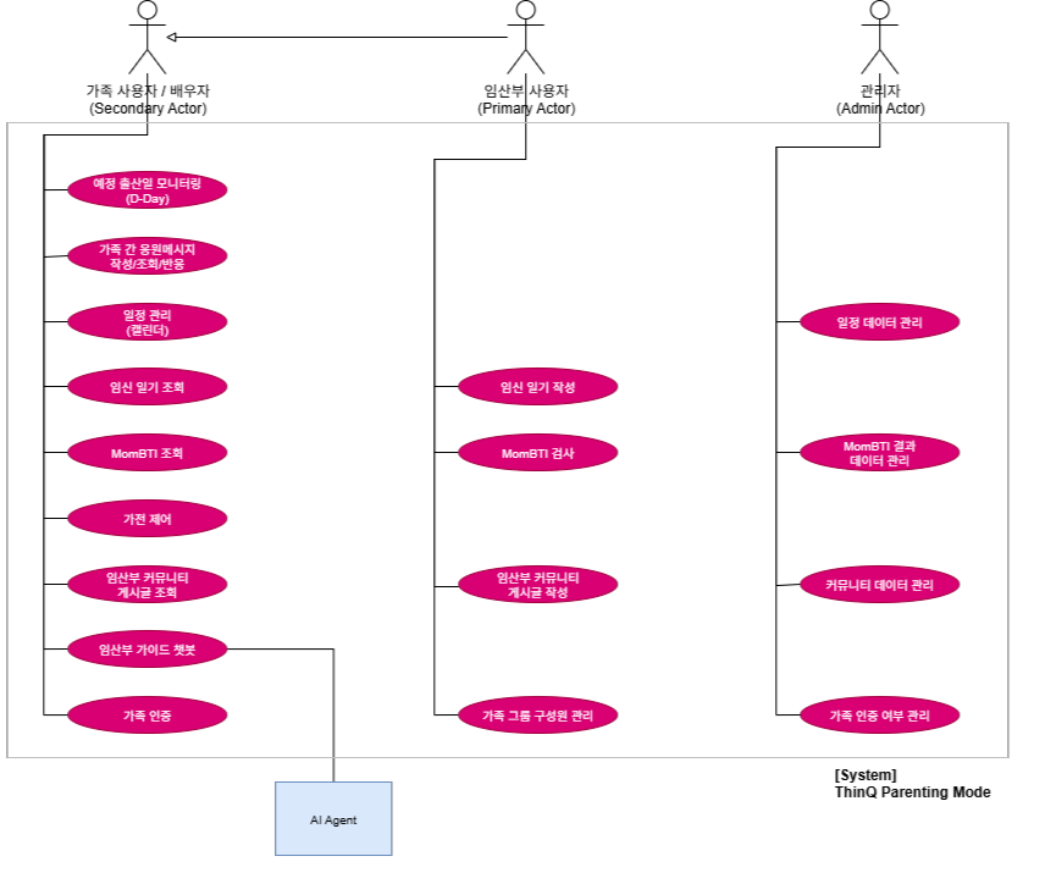 가족 사용자 / 배우자
(Secondary Actor)
임산부 사용자
(Primary Actor)
관리자
(Admin Actor)
예정 출산일 모니터링
(D-Day)
가족 간 응원메시지
작성/조회/반응
일정 관리
(캘린더)
일정 데이터 관리
임신 일기 조회
임신 일기 작성
MomBTI 조회
MomBTI 검사
MomBTI 결과
데이터 관리
가전 제어
임산부 커뮤니티
게시글 조회
임산부 커뮤니티
게시글 작성
커뮤니티 데이터 관리
임산부 가이드 챗봇
가족 인증
가족 그룹 구성원 관리
가족 인증 여부 관리
[System]
ThinQ Parenting Mode
AI Agent